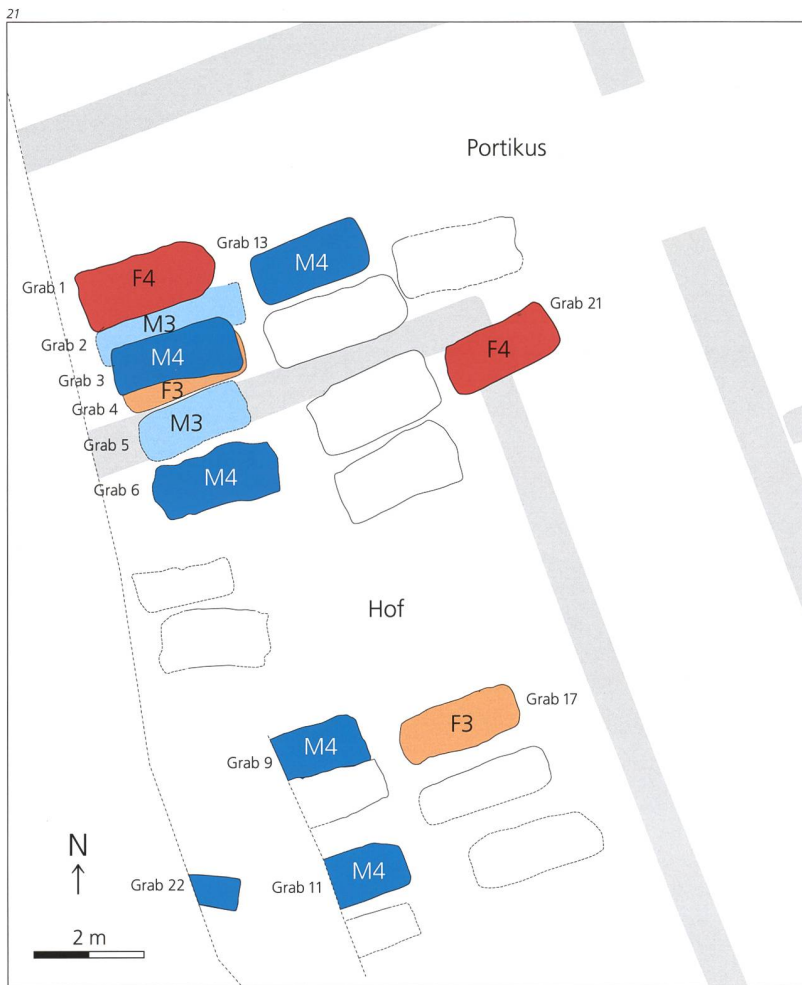 21
Portikus
Grab 13
M4
Grab 1
F4
Grab 21
F4
M3
Grab 2
M4
Grab 3
F3
Grab 4
M3
Grab 5
M4
Grab 6
Hof
Grab 17
F3
M4
Grab 9
N
M4
Grab 22
Grab 11
2 m